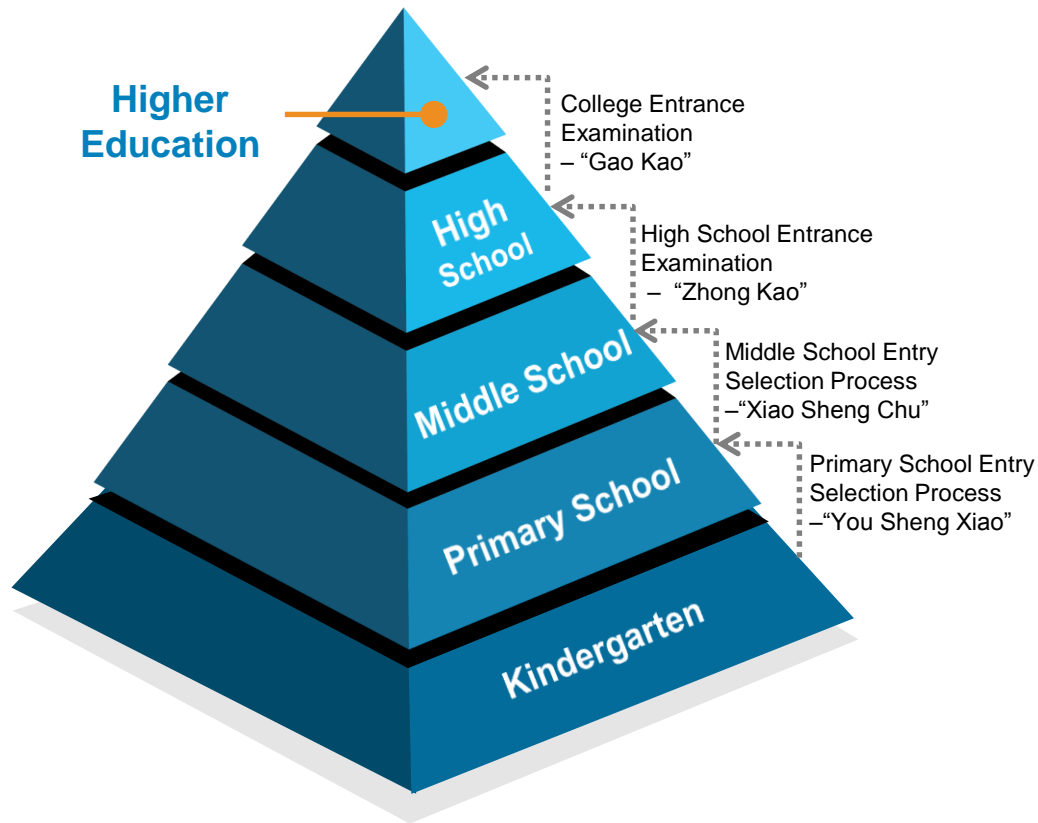 Higher
Education
College Entrance
Examination
– “Gao Kao”
High
School
High School Entrance
Examination
– “Zhong Kao”
Middle School
Middle School Entry
Selection Process
–“Xiao Sheng Chu”
Primary School
Primary School Entry
Selection Process
–“You Sheng Xiao”
Kindergarten